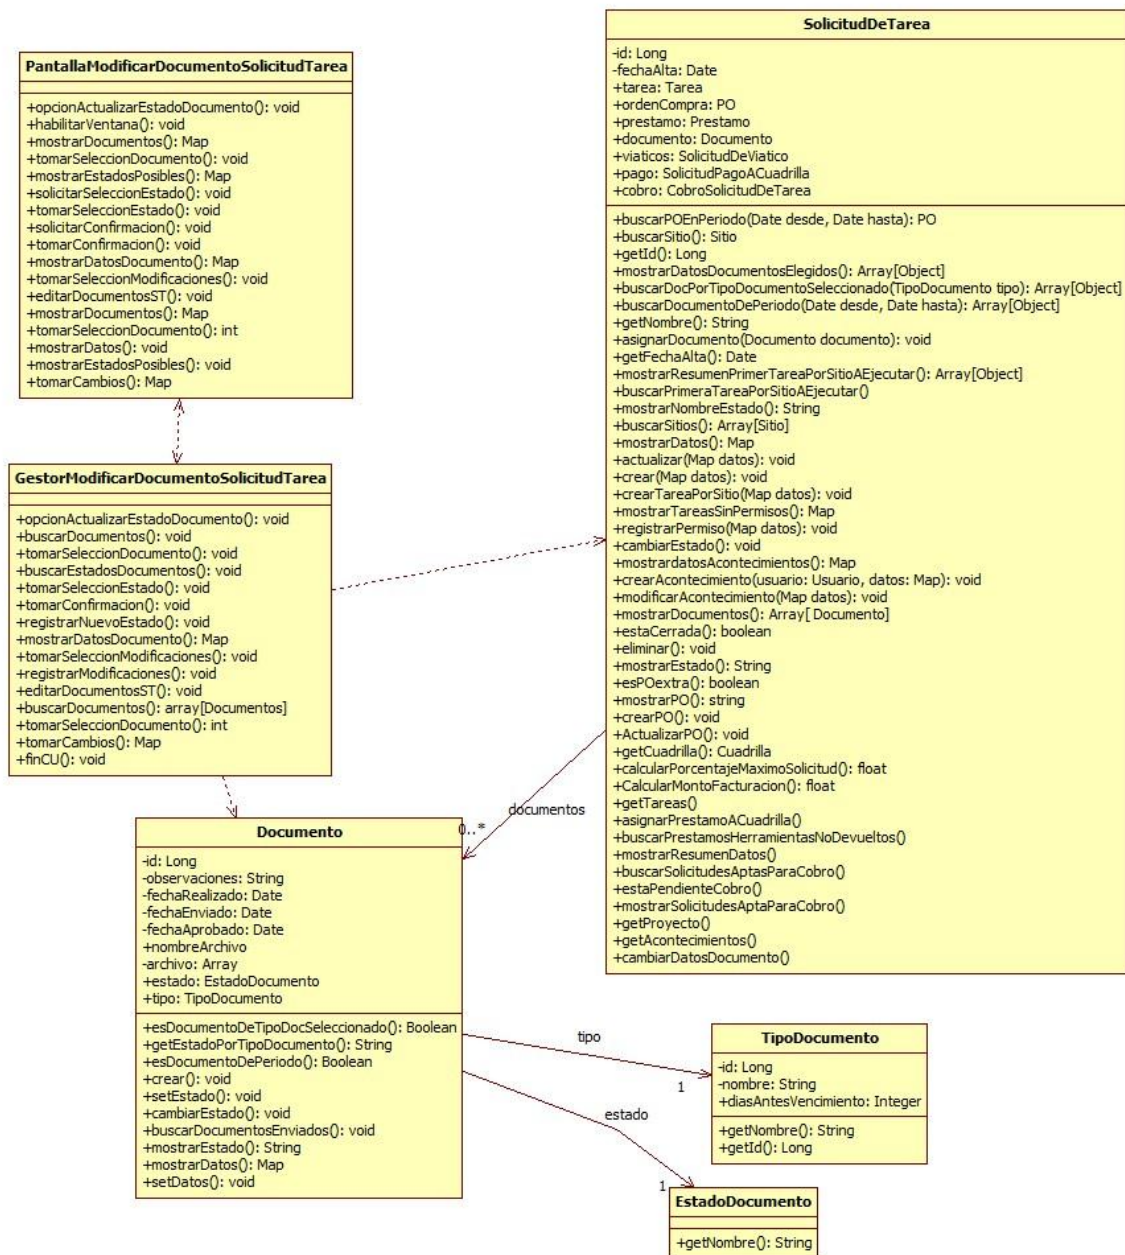 PantallaModificarDocumentoSolicitudTarea
+opcionActualizarEstadoDocumento(): void
+habilitarVentana(): void
+mostrarDocumentos(): Map
+tomarSeleccionDocumento(): void
+mostrarEstadosPosibles(): Map
+solicitarSeleccionEstado(): void
+tomarSeleccionEstado(): void
+solicitarConfirmacion(): void
+tomarConfirmacion(): void
+mostrarDatosDocumento(): Map
+tomarSeleccionModificaciones(): void
+editarDocumentosST(): void
+mostrarDocumentos(): Map
+tomarSeleccionDocumento(): int
+mostrarDatos(): void
+mostrarEstadosPosibles(): void
+tomarCambios(): Map
SolicitudDeTarea
-id: Long
-fechaAlta: Date
+tarea: Tarea
+ordenCompra: PO
+prestamo: Prestamo
+documento: Documento
+viaticos: SolicitudDeViatico
+pago: SolicitudPagoACuadrilla
+cobro: CobroSolicitudDeTarea
+buscarPOEnPeriodo(Date desde, Date hasta): PO
+buscarSitio(): Sitio
+getId(): Long
+mostrarDatosDocumentosElegidos(): Array[Object]
+buscarDocPorTipoDocumentoSeleccionado(TipoDocumento tipo): Array[Object]
+buscarDocumentoDePeriodo(Date desde, Date hasta): Array[Object]
+getNombre(): String
+asignarDocumento(Documento documento): void
+getFechaAlta(): Date
+mostrarResumenPrimerTareaPorSitioAEjecutar(): Array[Object]
+buscarPrimeraTareaPorSitioAEjecutar()
+mostrarNombreEstado(): String
+buscarSitios(): Array[Sitio]
+mostrarDatos(): Map
+actualizar(Map datos): void
+crear(Map datos): void
+crearTareaPorSitio(Map datos): void
+mostrarTareasSinPermisos(): Map
+registrarPermiso(Map datos): void
+cambiarEstado(): void
+mostrardatosAcontecimientos(): Map
+crearAcontecimiento(usuario: Usuario, datos: Map): void
+modificarAcontecimiento(Map datos): void
+mostrarDocumentos(): Array[ Documento]
+estaCerrada(): boolean
+eliminar(): void
+mostrarEstado(): String
+esPOextra(): boolean
+mostrarPO(): string
+crearPO(): void
+ActualizarPO(): void
+getCuadrilla(): Cuadrilla
+calcularPorcentajeMaximoSolicitud(): float
+CalcularMontoFacturacion(): float
+getTareas()
+asignarPrestamoACuadrilla()
+buscarPrestamosHerramientasNoDevueltos()
+mostrarResumenDatos()
+buscarSolicitudesAptasParaCobro()
+estaPendienteCobro()
+mostrarSolicitudesAptaParaCobro()
+getProyecto()
+getAcontecimientos()
+cambiarDatosDocumento()
GestorModificarDocumentoSolicitudTarea
+opcionActualizarEstadoDocumento(): void
+buscarDocumentos(): void
+tomarSeleccionDocumento(): void
+buscarEstadosDocumentos(): void
+tomarSeleccionEstado(): void
+tomarConfirmacion(): void
+registrarNuevoEstado(): void
+mostrarDatosDocumento(): Map
+tomarSeleccionModificaciones(): void
+registrarModificaciones(): void
+editarDocumentosST(): void
+buscarDocumentos(): array[Documentos]
+tomarSeleccionDocumento(): int
+tomarCambios(): Map
+finCU(): void
documentos
0..*
Documento
-id: Long
-observaciones: String
-fechaRealizado: Date
-fechaEnviado: Date
-fechaAprobado: Date
+nombreArchivo
-archivo: Array
+estado: EstadoDocumento
+tipo: TipoDocumento
+esDocumentoDeTipoDocSeleccionado(): Boolean
+getEstadoPorTipoDocumento(): String
+esDocumentoDePeriodo(): Boolean
+crear(): void
+setEstado(): void
+cambiarEstado(): void
+buscarDocumentosEnviados(): void
+mostrarEstado(): String
+mostrarDatos(): Map
+setDatos(): void
tipo
1
TipoDocumento
-id: Long
-nombre: String
+diasAntesVencimiento: Integer
+getNombre(): String
+getId(): Long
estado
1
EstadoDocumento
+getNombre(): String